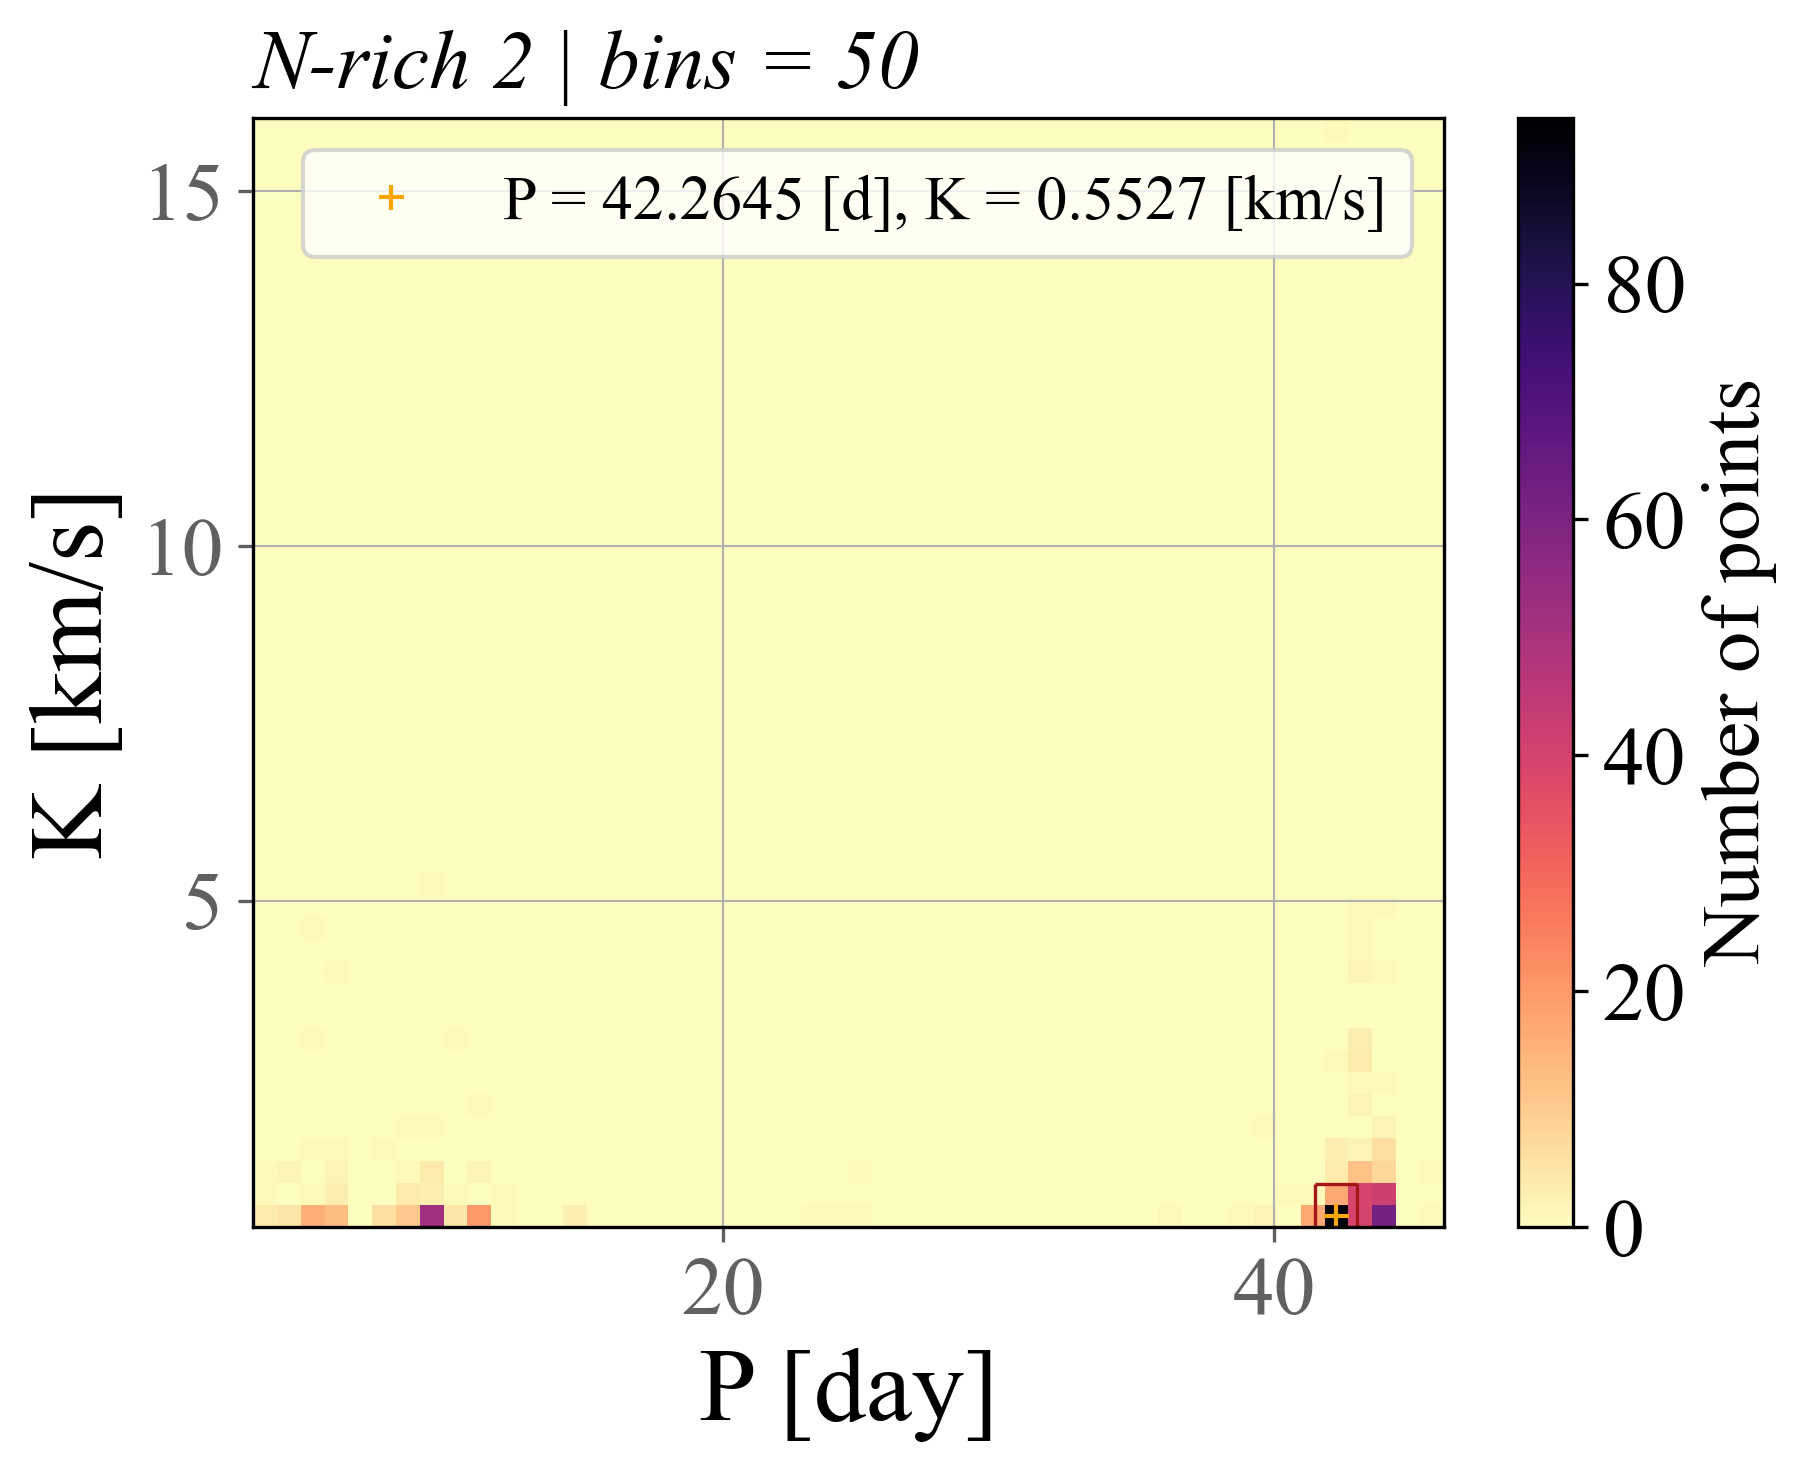 N-rich 2 | bins = 50
P = 42.2645 [d], K = 0.5527 [km/s]
15
10
5
K [km/s]
20
40
P [day]
80
60
40
20
0
Number of points